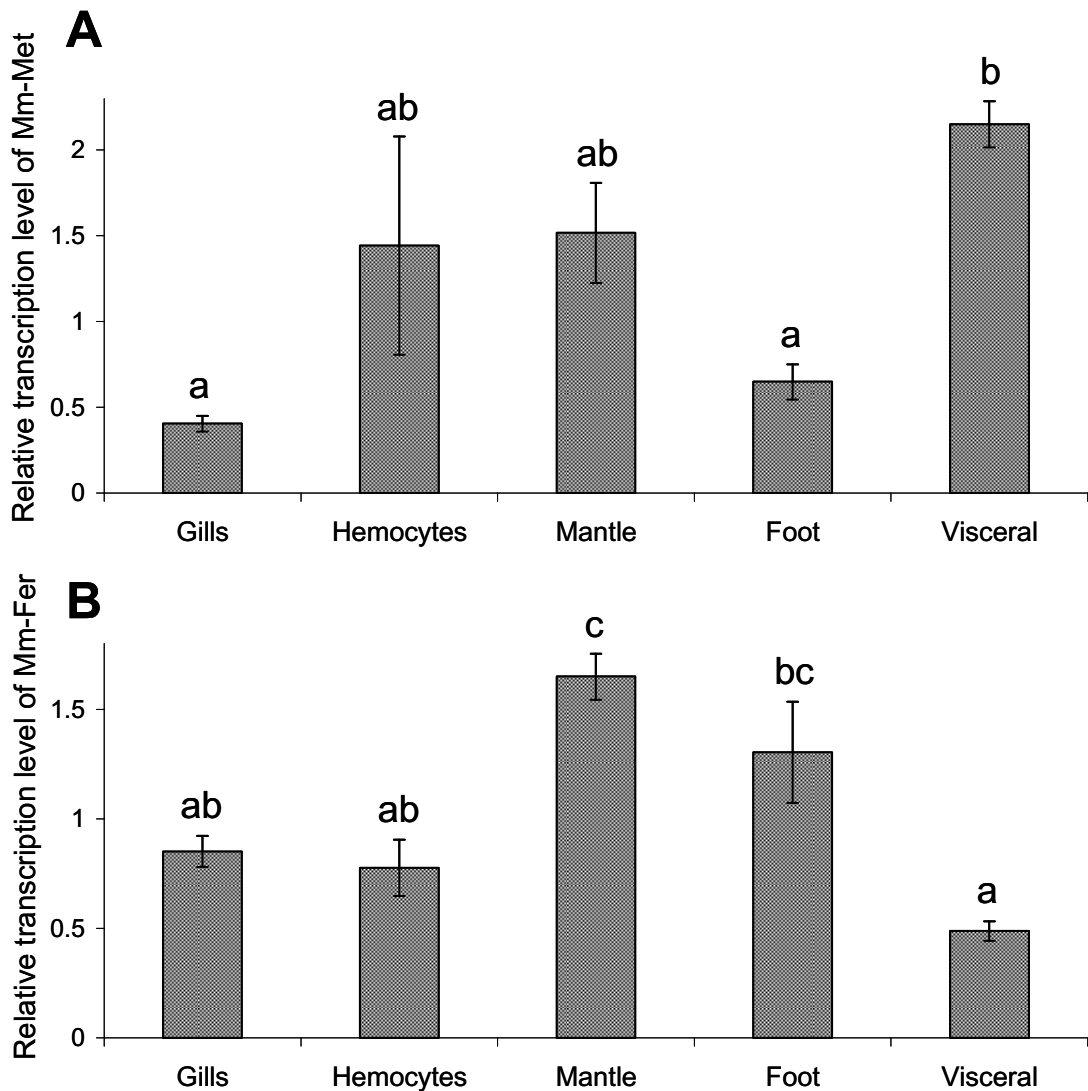 A
Relative transcription level of Mm-Met
2
1.5
1
0.5
0
a
ab
ab
a
b
Gills Hemocytes Mantle Foot Visceral
B
Relative transcription level of Mm-Fer
1.5
1
0.5
0
ab
ab
c
bc
a
Gills Hemocytes Mantle Foot Visceral